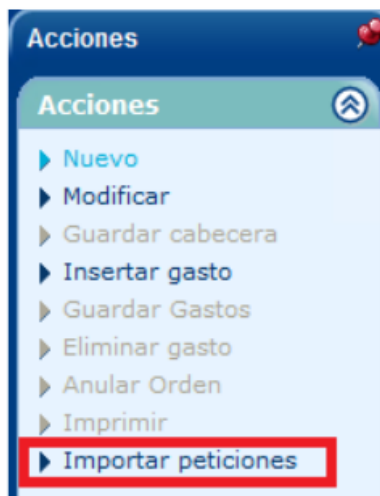 Acciones
Acciones
Nuevo
Modificar
Guardar cabecera
Insertar gasto
Guardar Gastos
Eliminar gasto
Anular Orden
Imprimir
Importar peticiones